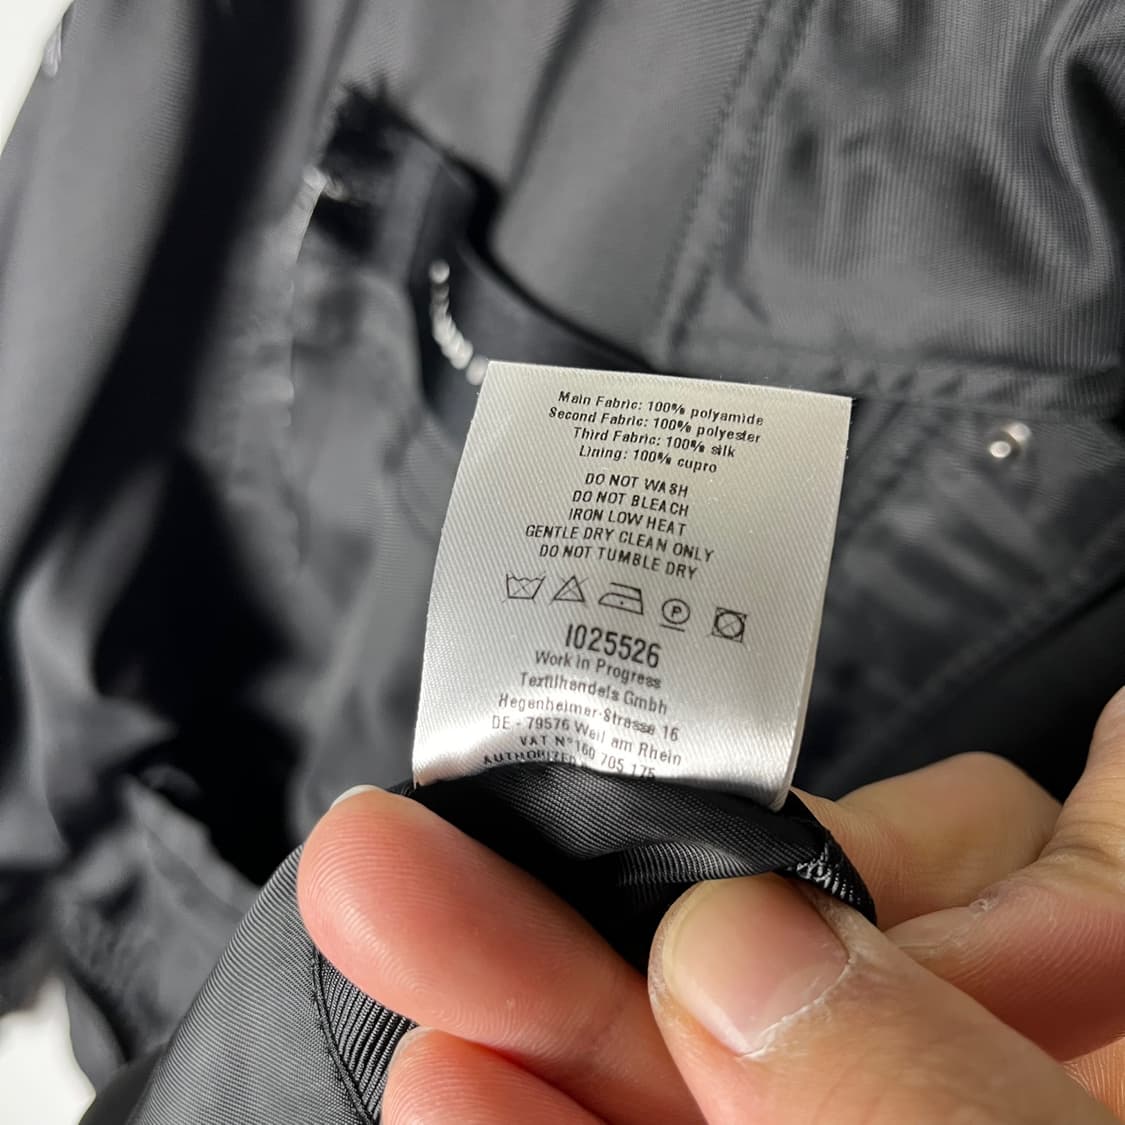 Main Fabric: 100% polyamide
Second Fabric: 100% polyester
Third Fabric: 100% silk
Lining: 100% cupro
DO NOT WASH
DO NOT BLEACH
IRON LOW HEAT
GENTLE DRY CLEAN ONLY
DO NOT TUMBLE DRY
P
I025526
Work in Progress
Textilhandels Gmbh
Hegenheimer-Strasse 16
DE - 79576 Weil am Rhein
VAT N° 160 705 175
AUTHORIZED